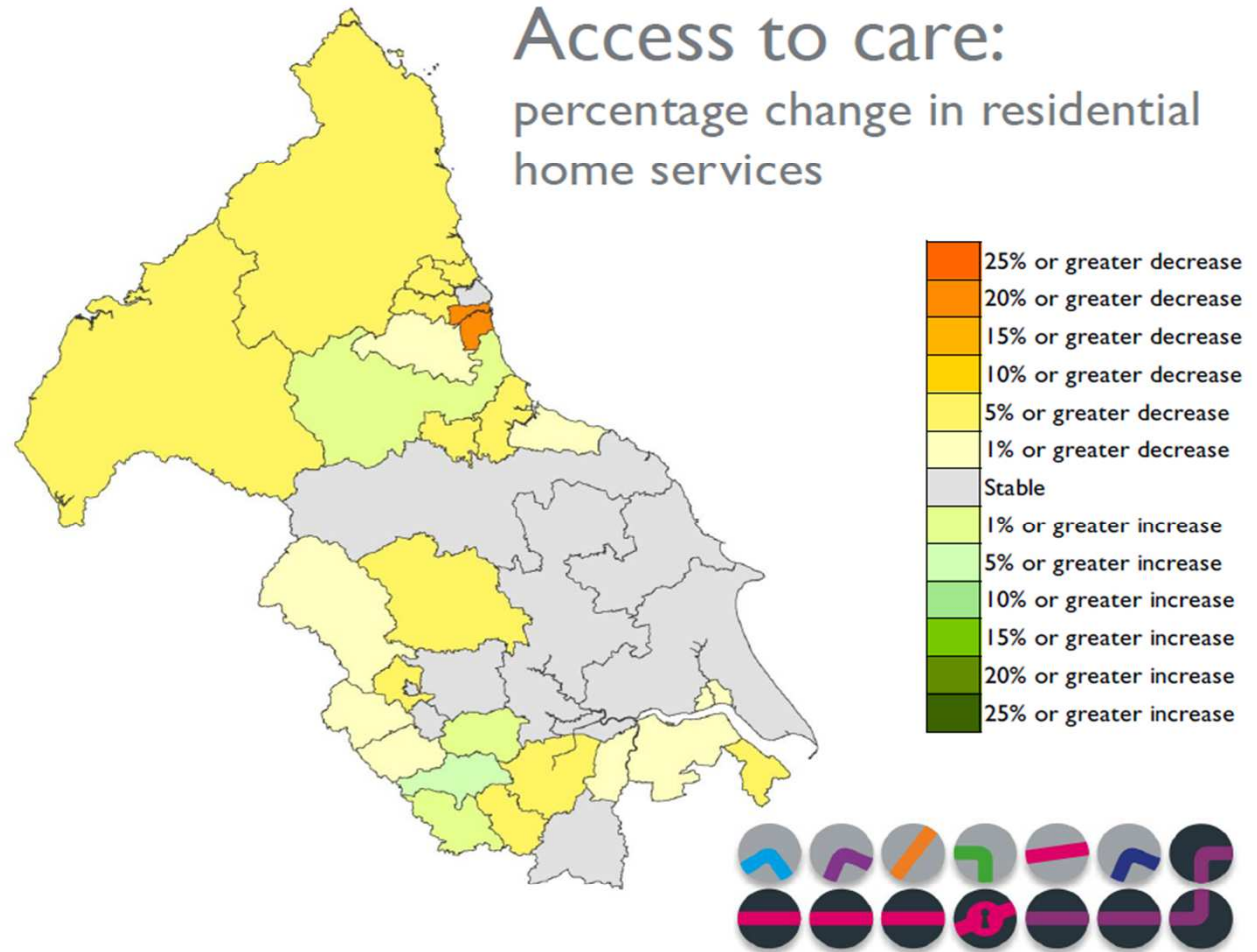 Access to care:
percentage change in residential
home services
25% or greater decrease
20% or greater decrease
15% or greater decrease
10% or greater decrease
5% or greater decrease
1% or greater decrease
Stable
1% or greater increase
5% or greater increase
10% or greater increase
15% or greater increase
20% or greater increase
25% or greater increase